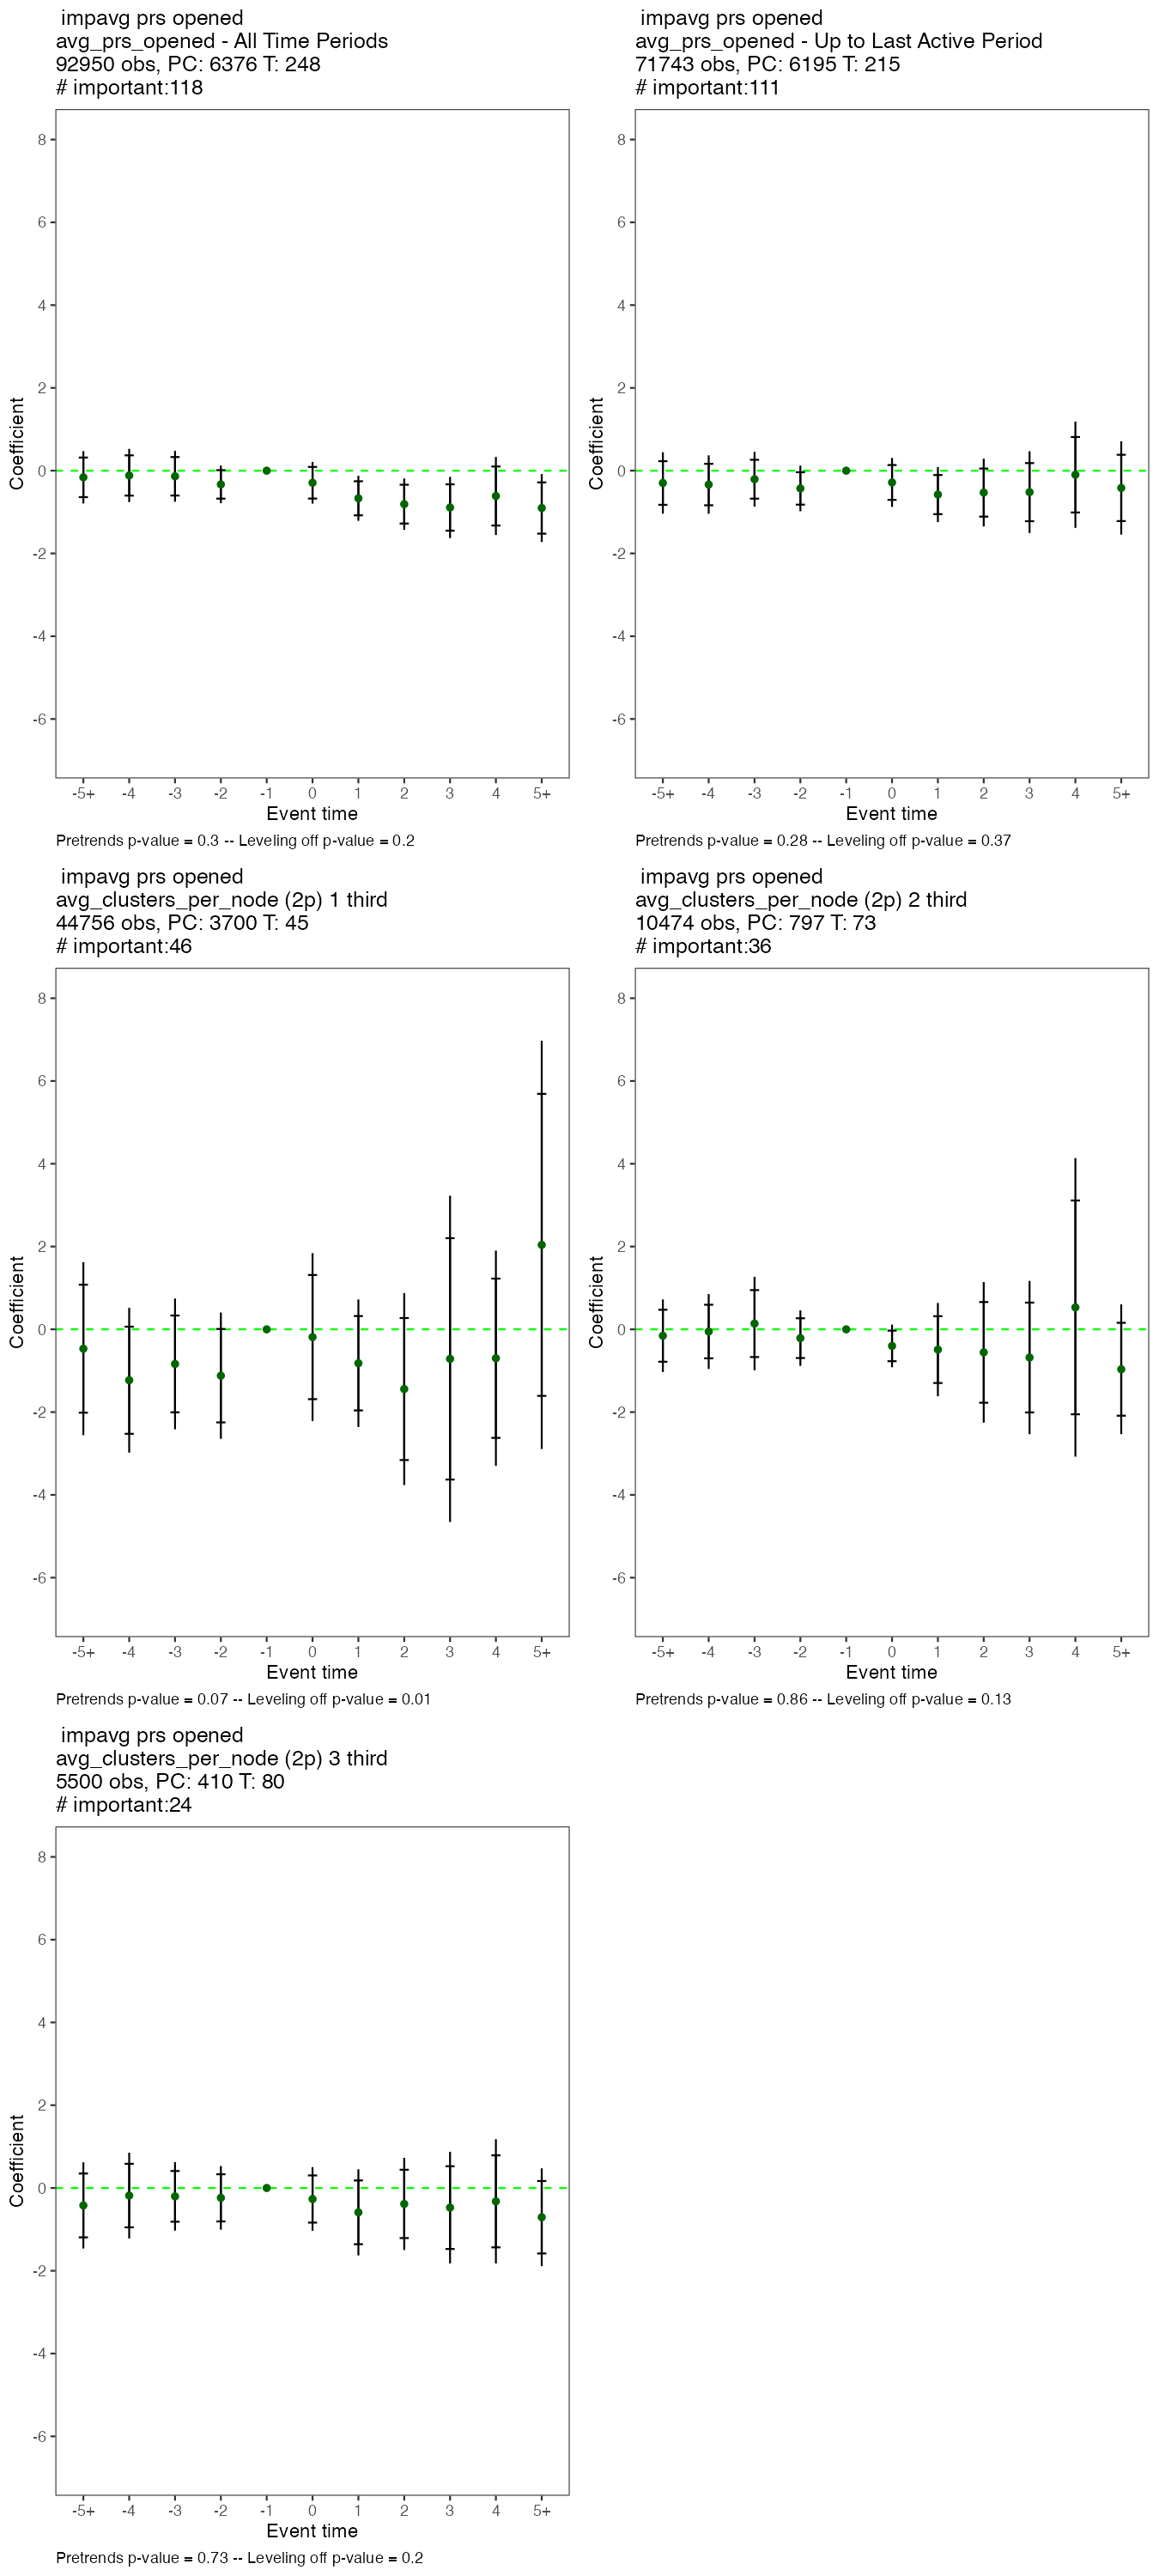 impavg prs opened
avg_prs_opened - All Time Periods
92950 obs, PC: 6376 T: 248
# important:118
8
6
4
2
0
-2
-4
-6
Coefficient
-5+ -4 -3 -2 -1 0 1 2 3 4 5+
Event time
Pretrends p-value = 0.3 -- Leveling off p-value = 0.2
impavg prs opened
avg_prs_opened - Up to Last Active Period
71743 obs, PC: 6195 T: 215
# important:111
8
6
4
2
0
-2
-4
-6
Coefficient
-5+ -4 -3 -2 -1 0 1 2 3 4 5+
Event time
Pretrends p-value = 0.28 -- Leveling off p-value = 0.37
impavg prs opened
avg_clusters_per_node (2p) 1 third
44756 obs, PC: 3700 T: 45
# important:46
8
6
4
2
0
-2
-4
-6
Coefficient
-5+ -4 -3 -2 -1 0 1 2 3 4 5+
Event time
Pretrends p-value = 0.07 -- Leveling off p-value = 0.01
impavg prs opened
avg_clusters_per_node (2p) 2 third
10474 obs, PC: 797 T: 73
# important:36
8
6
4
2
0
-2
-4
-6
Coefficient
-5+ -4 -3 -2 -1 0 1 2 3 4 5+
Event time
Pretrends p-value = 0.86 -- Leveling off p-value = 0.13
impavg prs opened
avg_clusters_per_node (2p) 3 third
5500 obs, PC: 410 T: 80
# important:24
8
6
4
2
0
-2
-4
-6
Coefficient
-5+ -4 -3 -2 -1 0 1 2 3 4 5+
Event time
Pretrends p-value = 0.73 -- Leveling off p-value = 0.2